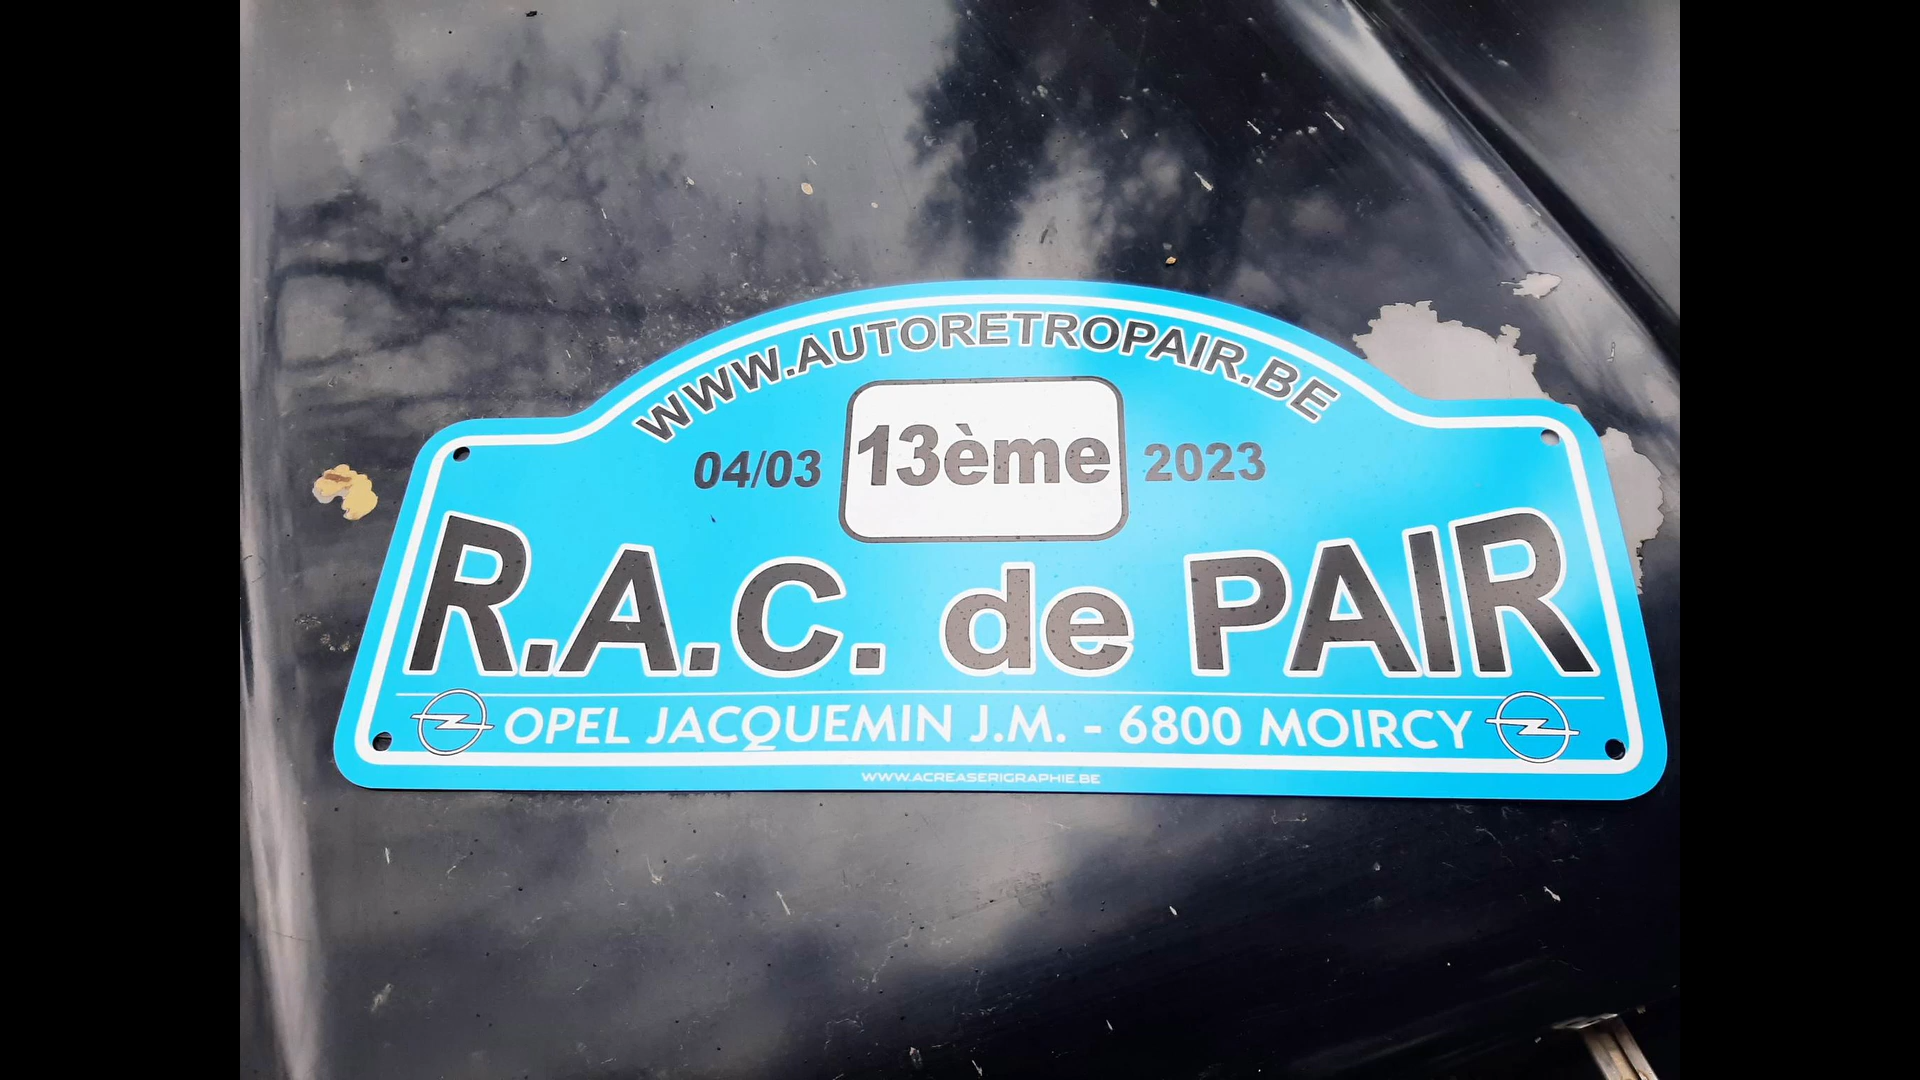 WWW.AUTORETROPAIR.BE
04/03 13ème 2023
R.A.C. de PAIR
OPEL JACQUEMIN J.M. - 6800 MOIRCY
WWW.ACREASERIGRAPHIE.BE